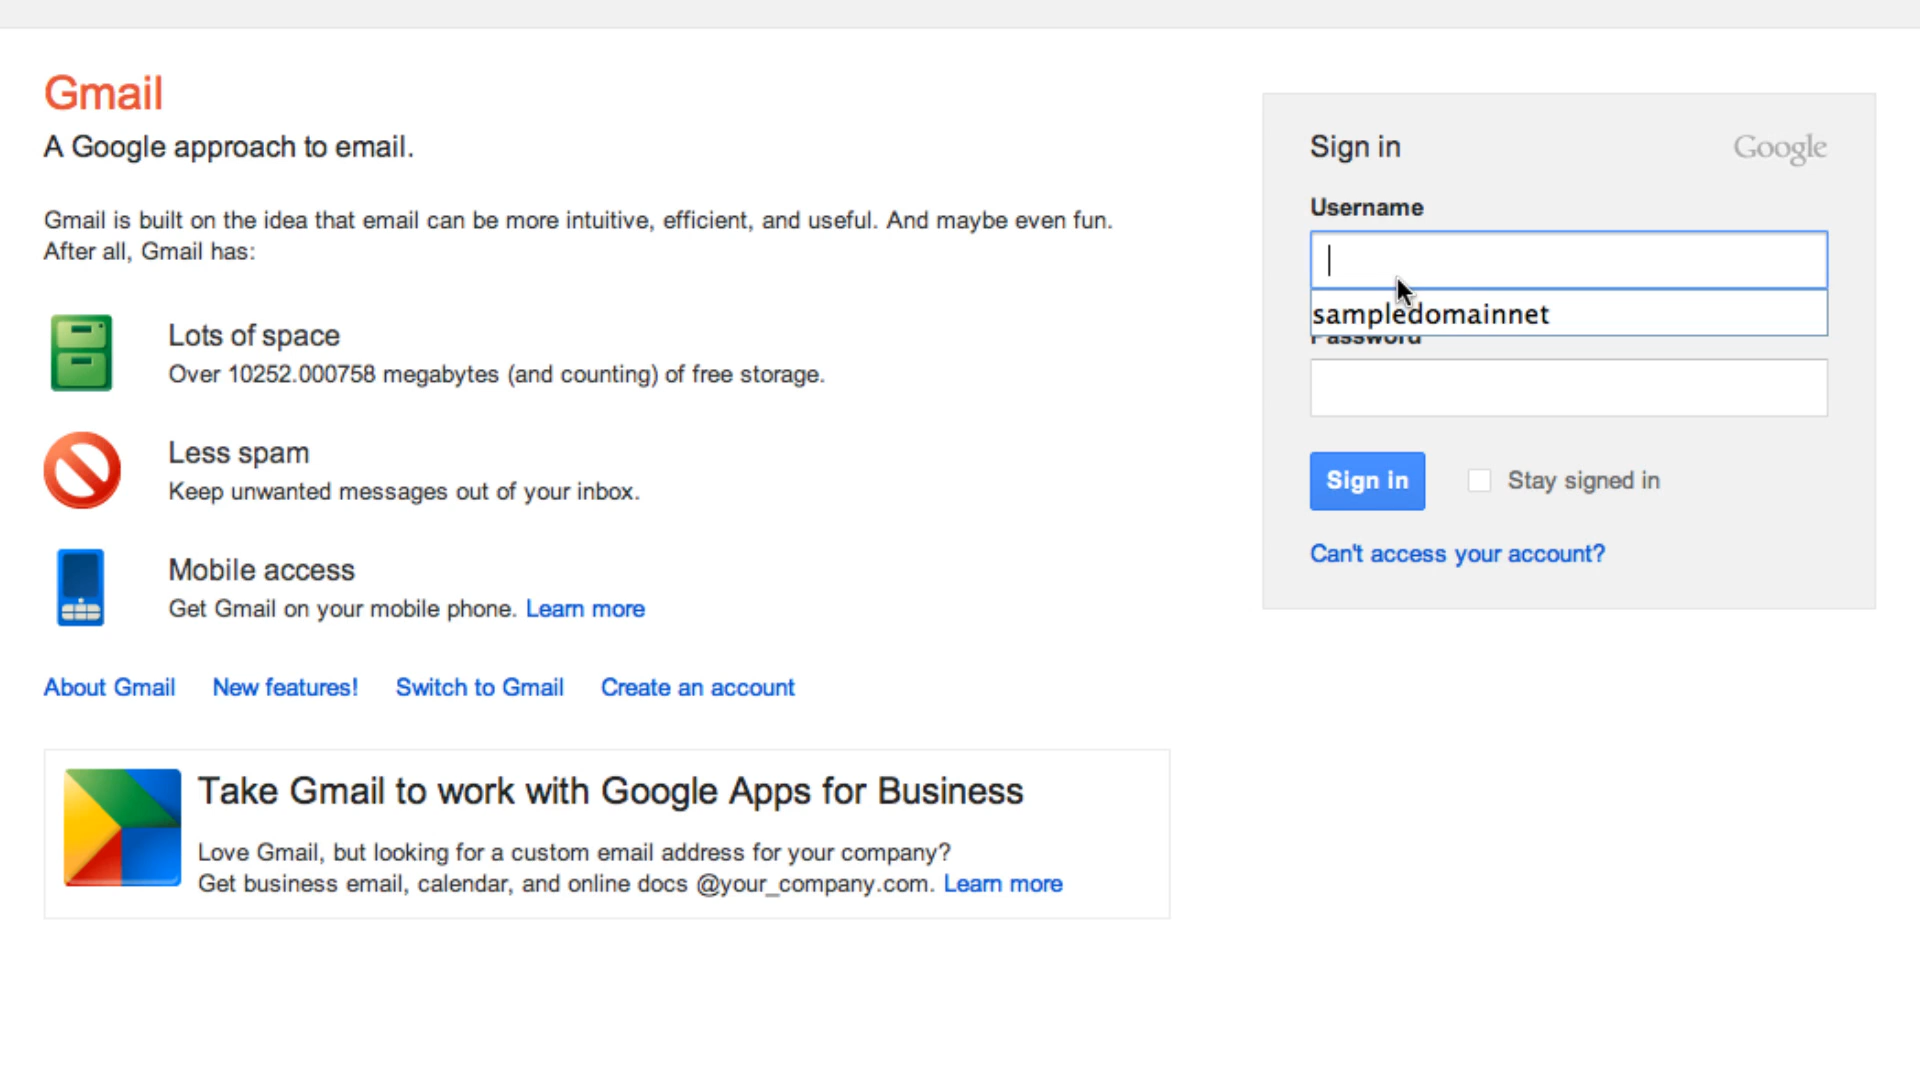 Gmail
A Google approach to email.
Gmail is built on the idea that email can be more intuitive, efficient, and useful. And maybe even fun.
After all, Gmail has:
Lots of space
Over 10252.000758 megabytes (and counting) of free storage.
Less spam
Keep unwanted messages out of your inbox.
Mobile access
Get Gmail on your mobile phone. Learn more
About Gmail New features! Switch to Gmail Create an account
Take Gmail to work with Google Apps for Business
Love Gmail, but looking for a custom email address for your company?
Get business email, calendar, and online docs @your_company.com. Learn more
Sign in Google
Username
sampledomainnet
Password
Sign in Stay signed in
Can't access your account?